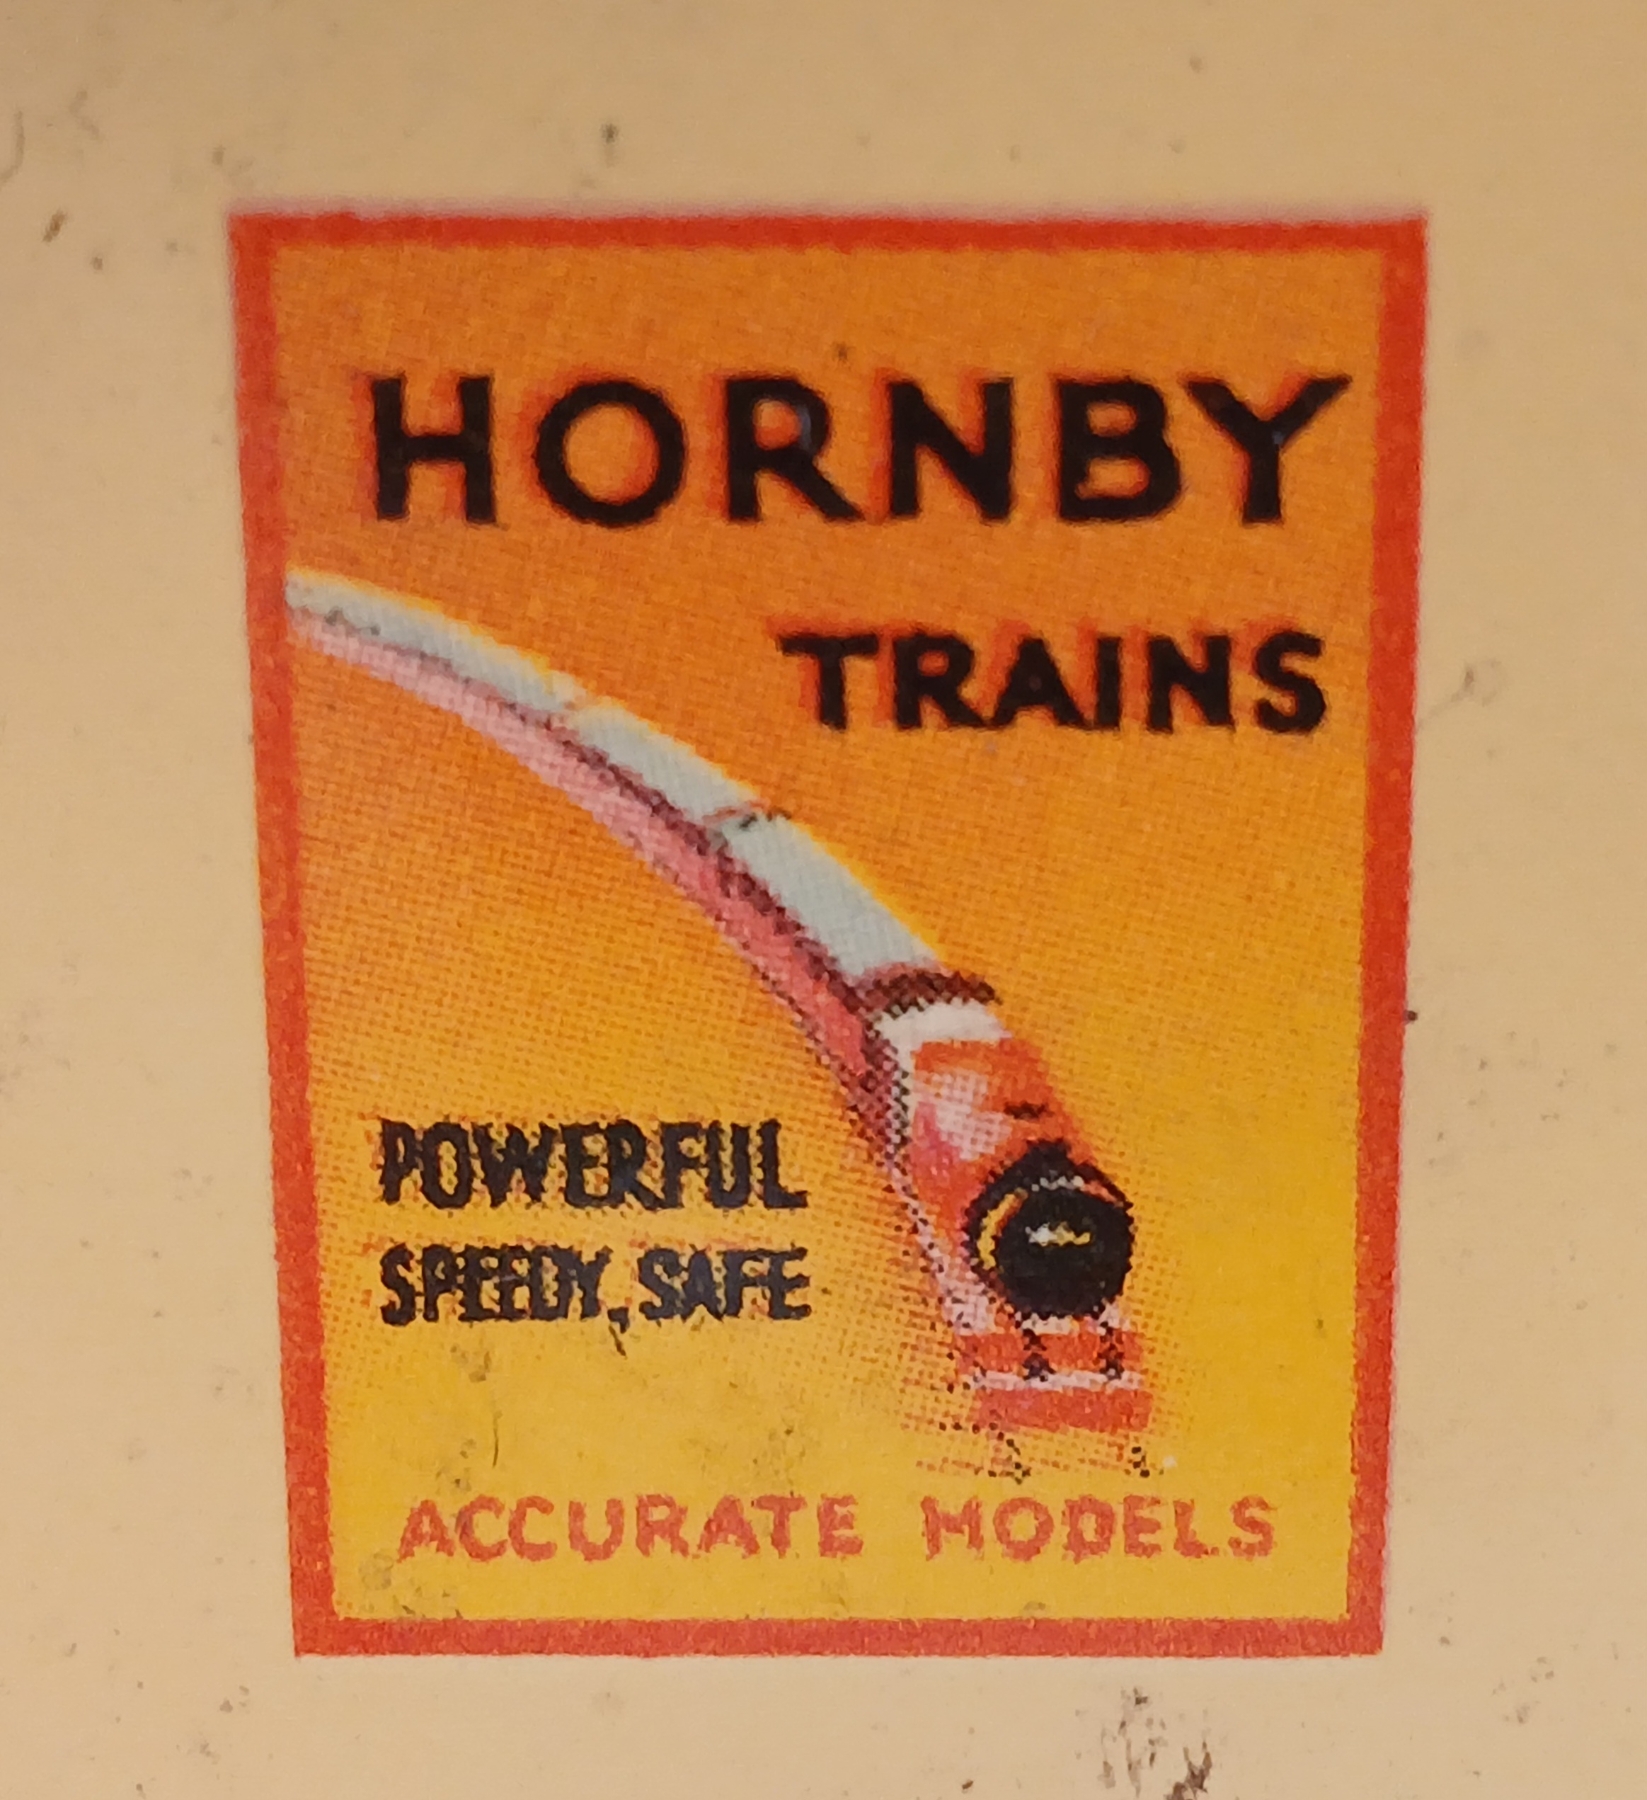 HORNBY
TRAINS
POWERFUL
SPEEDY, SAFE
ACCURATE MODELS